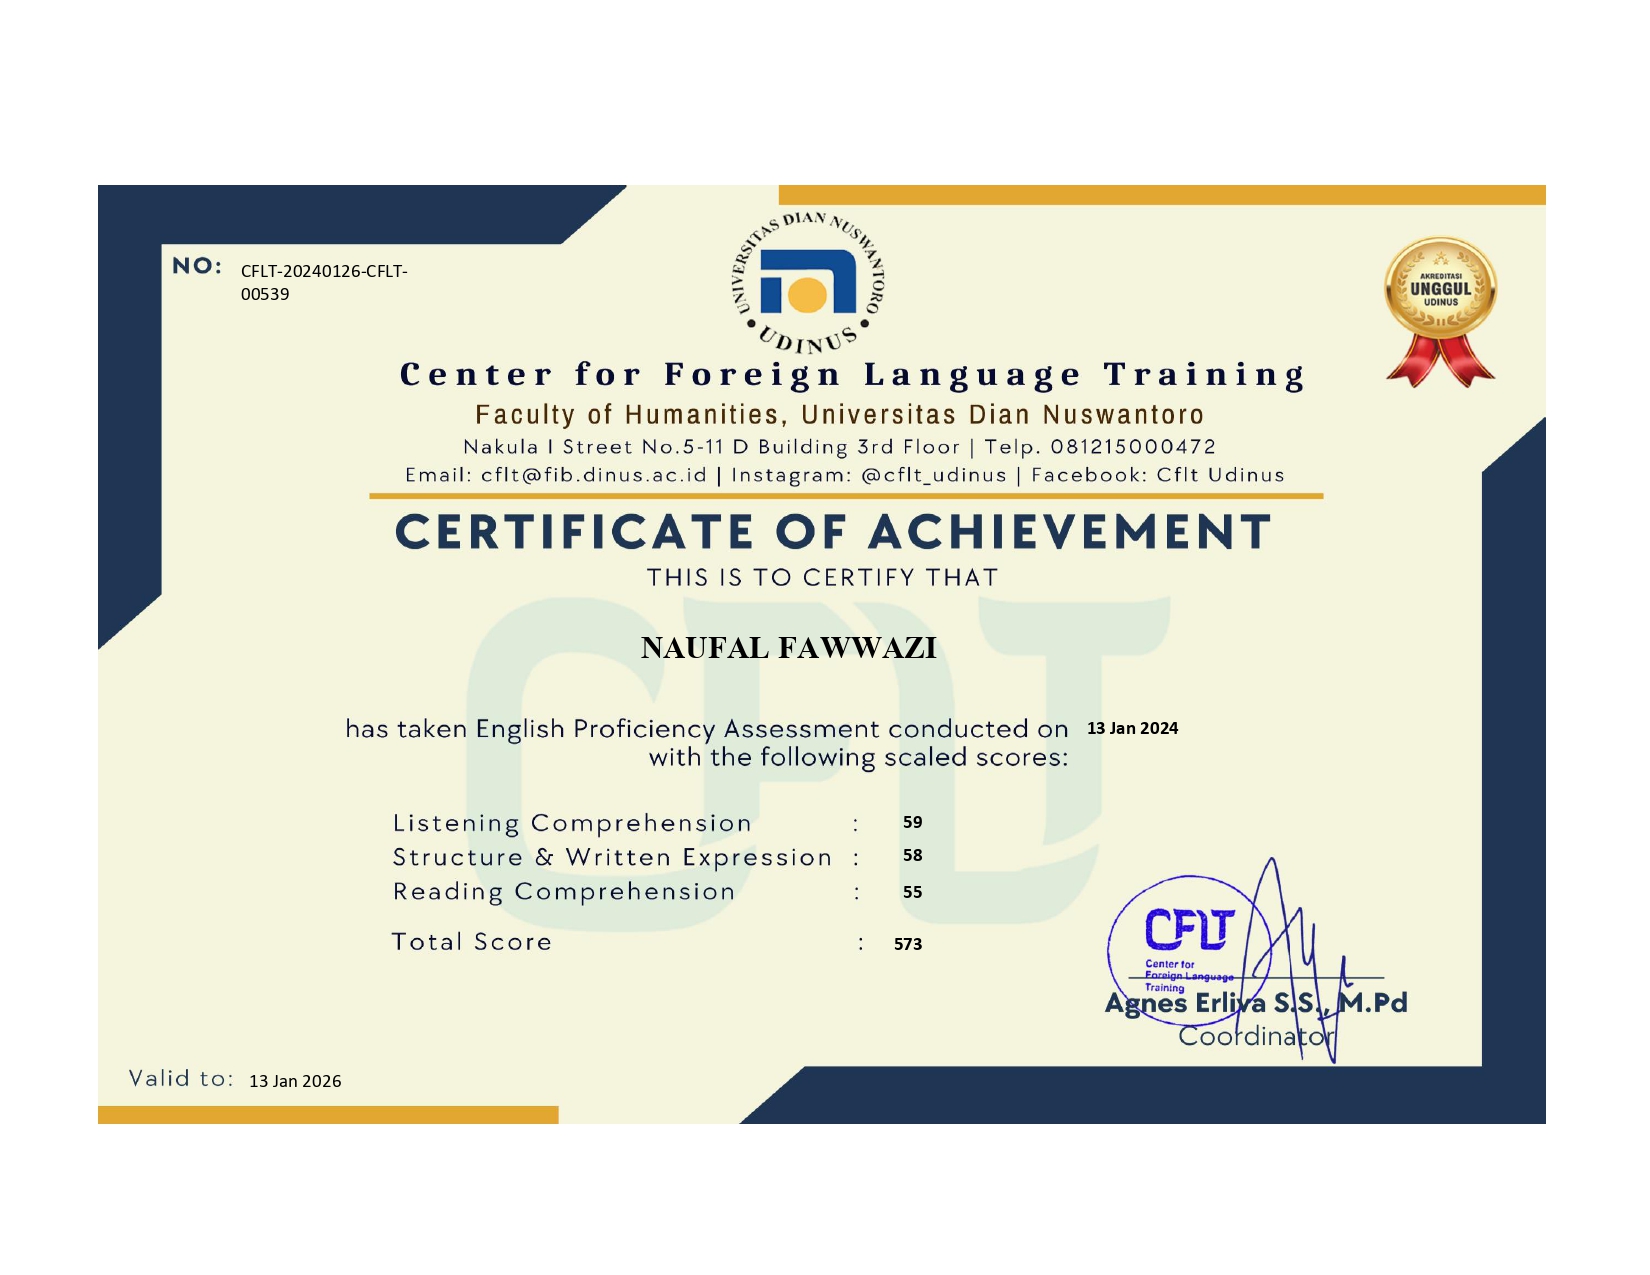 NO: CFLT-20240126-CFLT-
00539
UNIVERSITAS DIAN NUSWANTORO
• UDINUS •
AKREDITASI
UNGGUL
UDINUS
Center for Foreign Language Training
Faculty of Humanities, Universitas Dian Nuswantoro
Nakula I Street No.5-11 D Building 3rd Floor | Telp. 081215000472
Email: cflt@fib.dinus.ac.id | Instagram: @cflt_udinus | Facebook: Cflt Udinus
CERTIFICATE OF ACHIEVEMENT
THIS IS TO CERTIFY THAT
CFLT
NAUFAL FAWWAZI
has taken English Proficiency Assessment conducted on 13 Jan 2024
with the following scaled scores:
Listening Comprehension : 59
Structure & Written Expression : 58
Reading Comprehension : 55
Total Score : 573
CFLT
Center for
Foreign Language
Training
Agnes Erliva S.S., M.Pd
Coordinator
Valid to: 13 Jan 2026